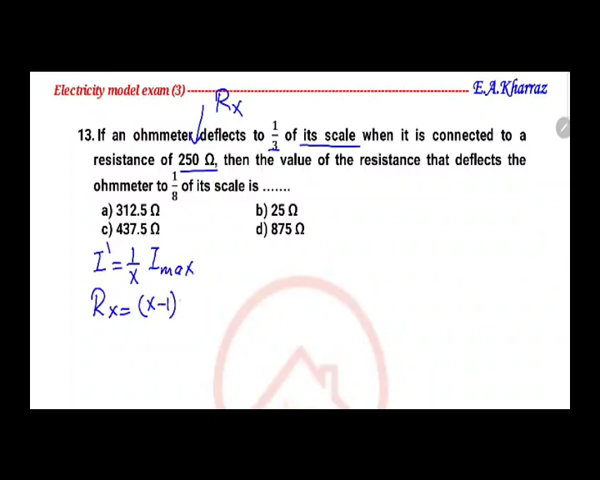 Electricity model exam (3) E.A.Kharraz
Rx
13. If an ohmmeter deflects to 1/3 of its scale when it is connected to a
resistance of 250 Ω, then the value of the resistance that deflects the
ohmmeter to 1/8 of its scale is .......
a) 312.5 Ω b) 25 Ω
c) 437.5 Ω d) 875 Ω
I' = 1/x Imax
Rx = (x-1)